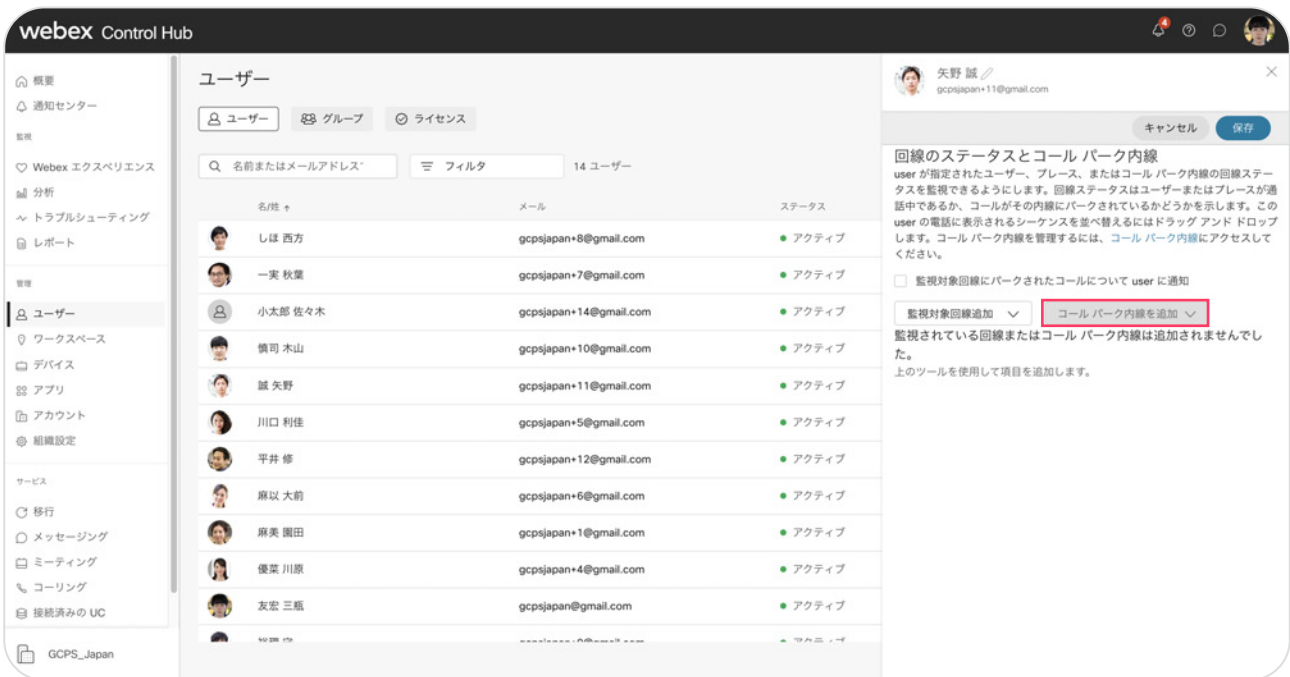 webex Control Hub
4
概要
通知センター
監視
Webex エクスペリエンス
分析
トラブルシューティング
レポート
管理
ユーザー
ワークスペース
デバイス
アプリ
アカウント
組織設定
サービス
移行
メッセージング
ミーティング
コーリング
接続済みの UC
GCPS_Japan
ユーザー
ユーザー グループ ライセンス
名前またはメールアドレス フィルタ 14 ユーザー
名/姓 ↑ メール ステータス
しほ 西方 gcpsjapan+8@gmail.com アクティブ
一実 秋葉 gcpsjapan+7@gmail.com アクティブ
小太郎 佐々木 gcpsjapan+14@gmail.com アクティブ
慎司 木山 gcpsjapan+10@gmail.com アクティブ
誠 矢野 gcpsjapan+11@gmail.com アクティブ
川口 利佳 gcpsjapan+5@gmail.com アクティブ
平井 修 gcpsjapan+12@gmail.com アクティブ
麻以 大前 gcpsjapan+6@gmail.com アクティブ
麻美 園田 gcpsjapan+1@gmail.com アクティブ
優菜 川原 gcpsjapan+4@gmail.com アクティブ
友宏 三瓶 gcpsjapan@gmail.com アクティブ
矢野 誠
gcpsjapan+11@gmail.com
キャンセル 保存
回線のステータスとコール パーク内線
user が指定されたユーザー、プレース、またはコール パーク内線の回線ステー
タスを監視できるようにします。回線ステータスはユーザーまたはプレースが通
話中であるか、コールがその内線にパークされているかどうかを示します。この
user の電話に表示されるシーケンスを並べ替えるにはドラッグ アンド ドロップ
します。コール パーク内線を管理するには、コール パーク内線にアクセスして
ください。
監視対象回線にパークされたコールについて user に通知
監視対象回線追加 コール パーク内線を追加
監視されている回線またはコール パーク内線は追加されませんでし
た。
上のツールを使用して項目を追加します。